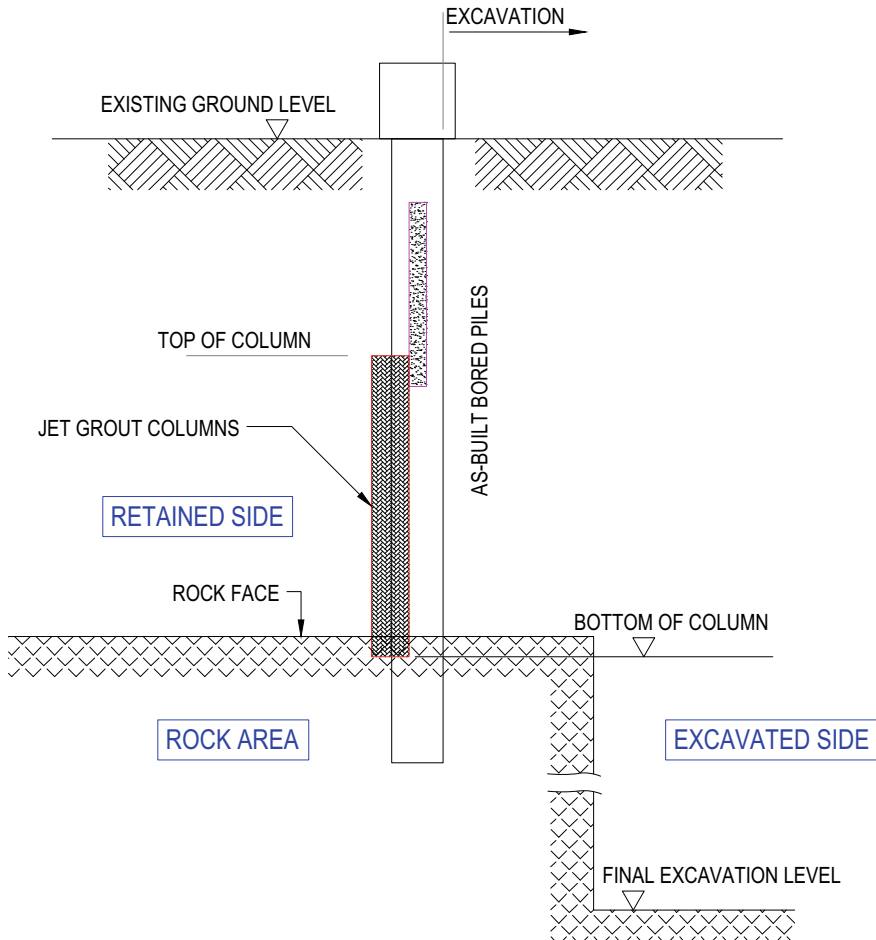 EXCAVATION
EXISTING GROUND LEVEL
AS-BUILT BORED PILES
TOP OF COLUMN
JET GROUT COLUMNS
RETAINED SIDE
ROCK FACE
BOTTOM OF COLUMN
ROCK AREA
EXCAVATED SIDE
FINAL EXCAVATION LEVEL